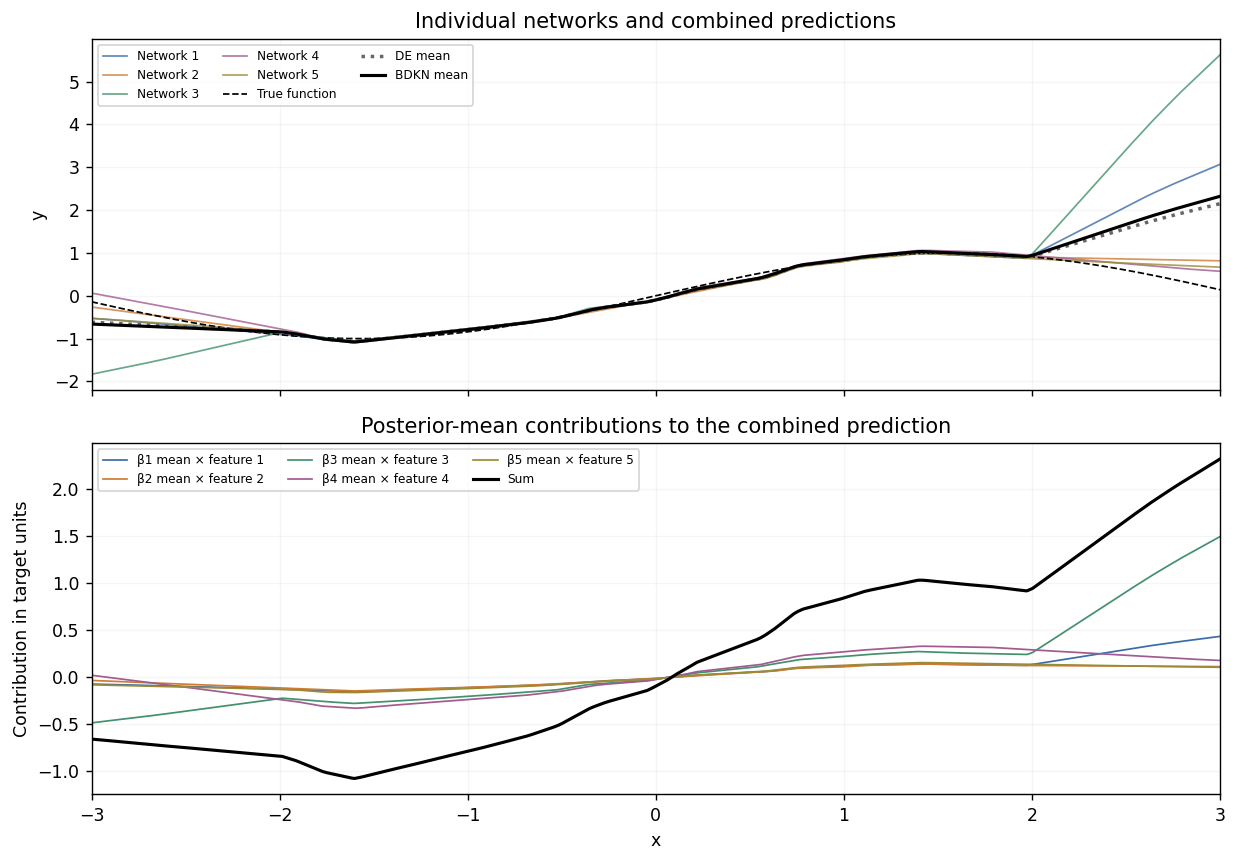 Individual networks and combined predictions
Network 1
Network 2
Network 3
Network 4
Network 5
True function
DE mean
BDKN mean
5
4
3
2
1
0
−1
−2
y
Posterior-mean contributions to the combined prediction
β1 mean × feature 1
β2 mean × feature 2
β3 mean × feature 3
β4 mean × feature 4
β5 mean × feature 5
Sum
2.0
1.5
1.0
0.5
0.0
−0.5
−1.0
Contribution in target units
−3
−2
−1
0
1
2
3
x